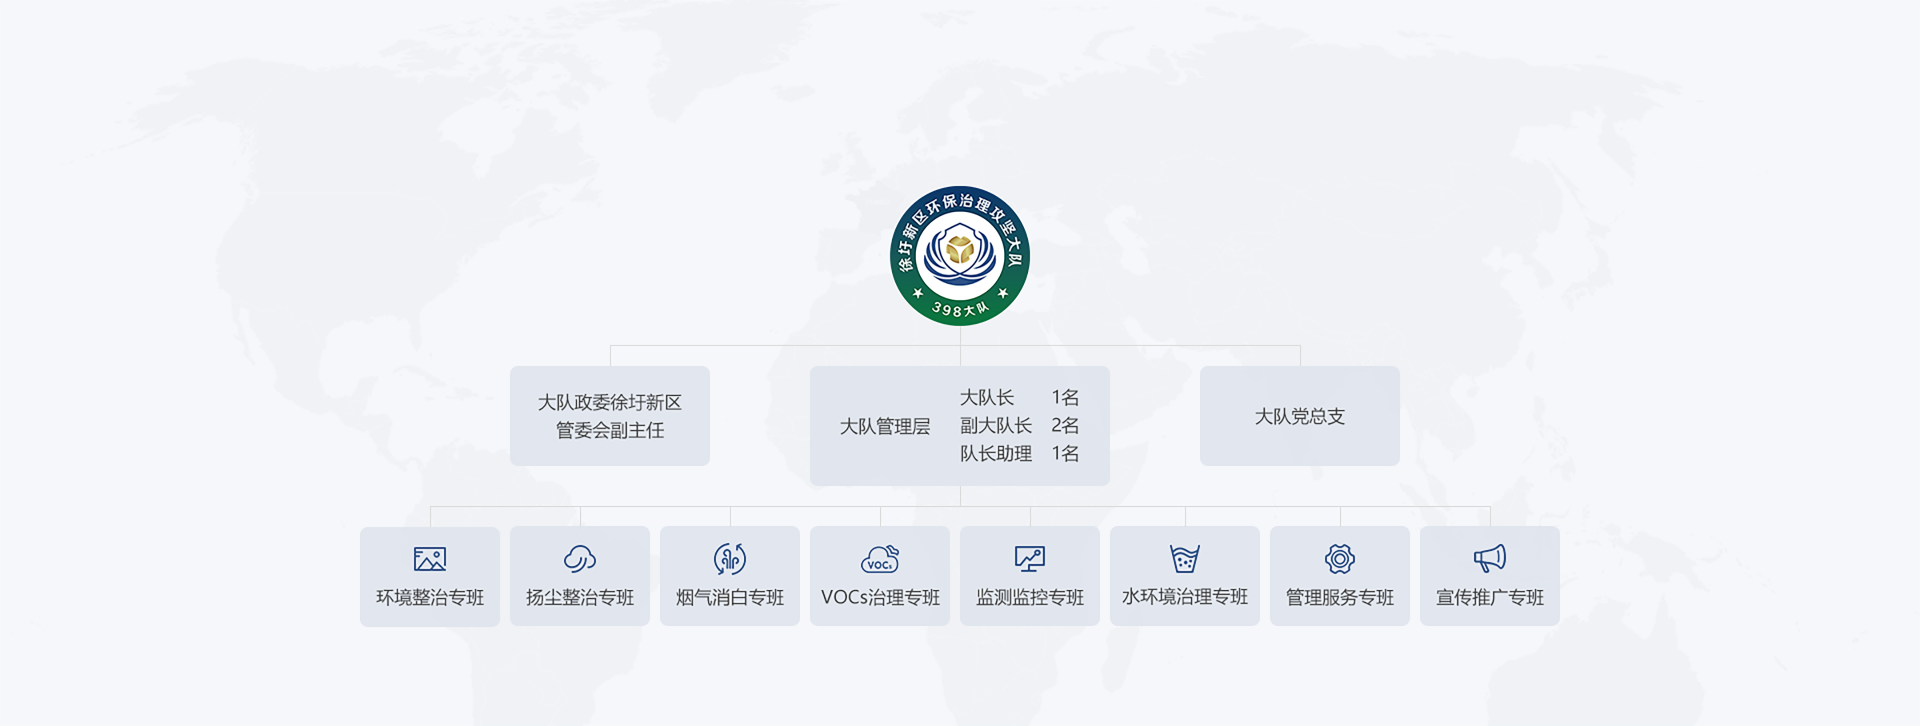 徐圩新区环保治理攻坚大队
398大队
大队政委徐圩新区
管委会副主任
大队管理层
大队长 1名
副大队长 2名
队长助理 1名
大队党总支
环境整治专班
扬尘整治专班
烟气消白专班
VOCs
VOCs治理专班
监测监控专班
水环境治理专班
管理服务专班
宣传推广专班